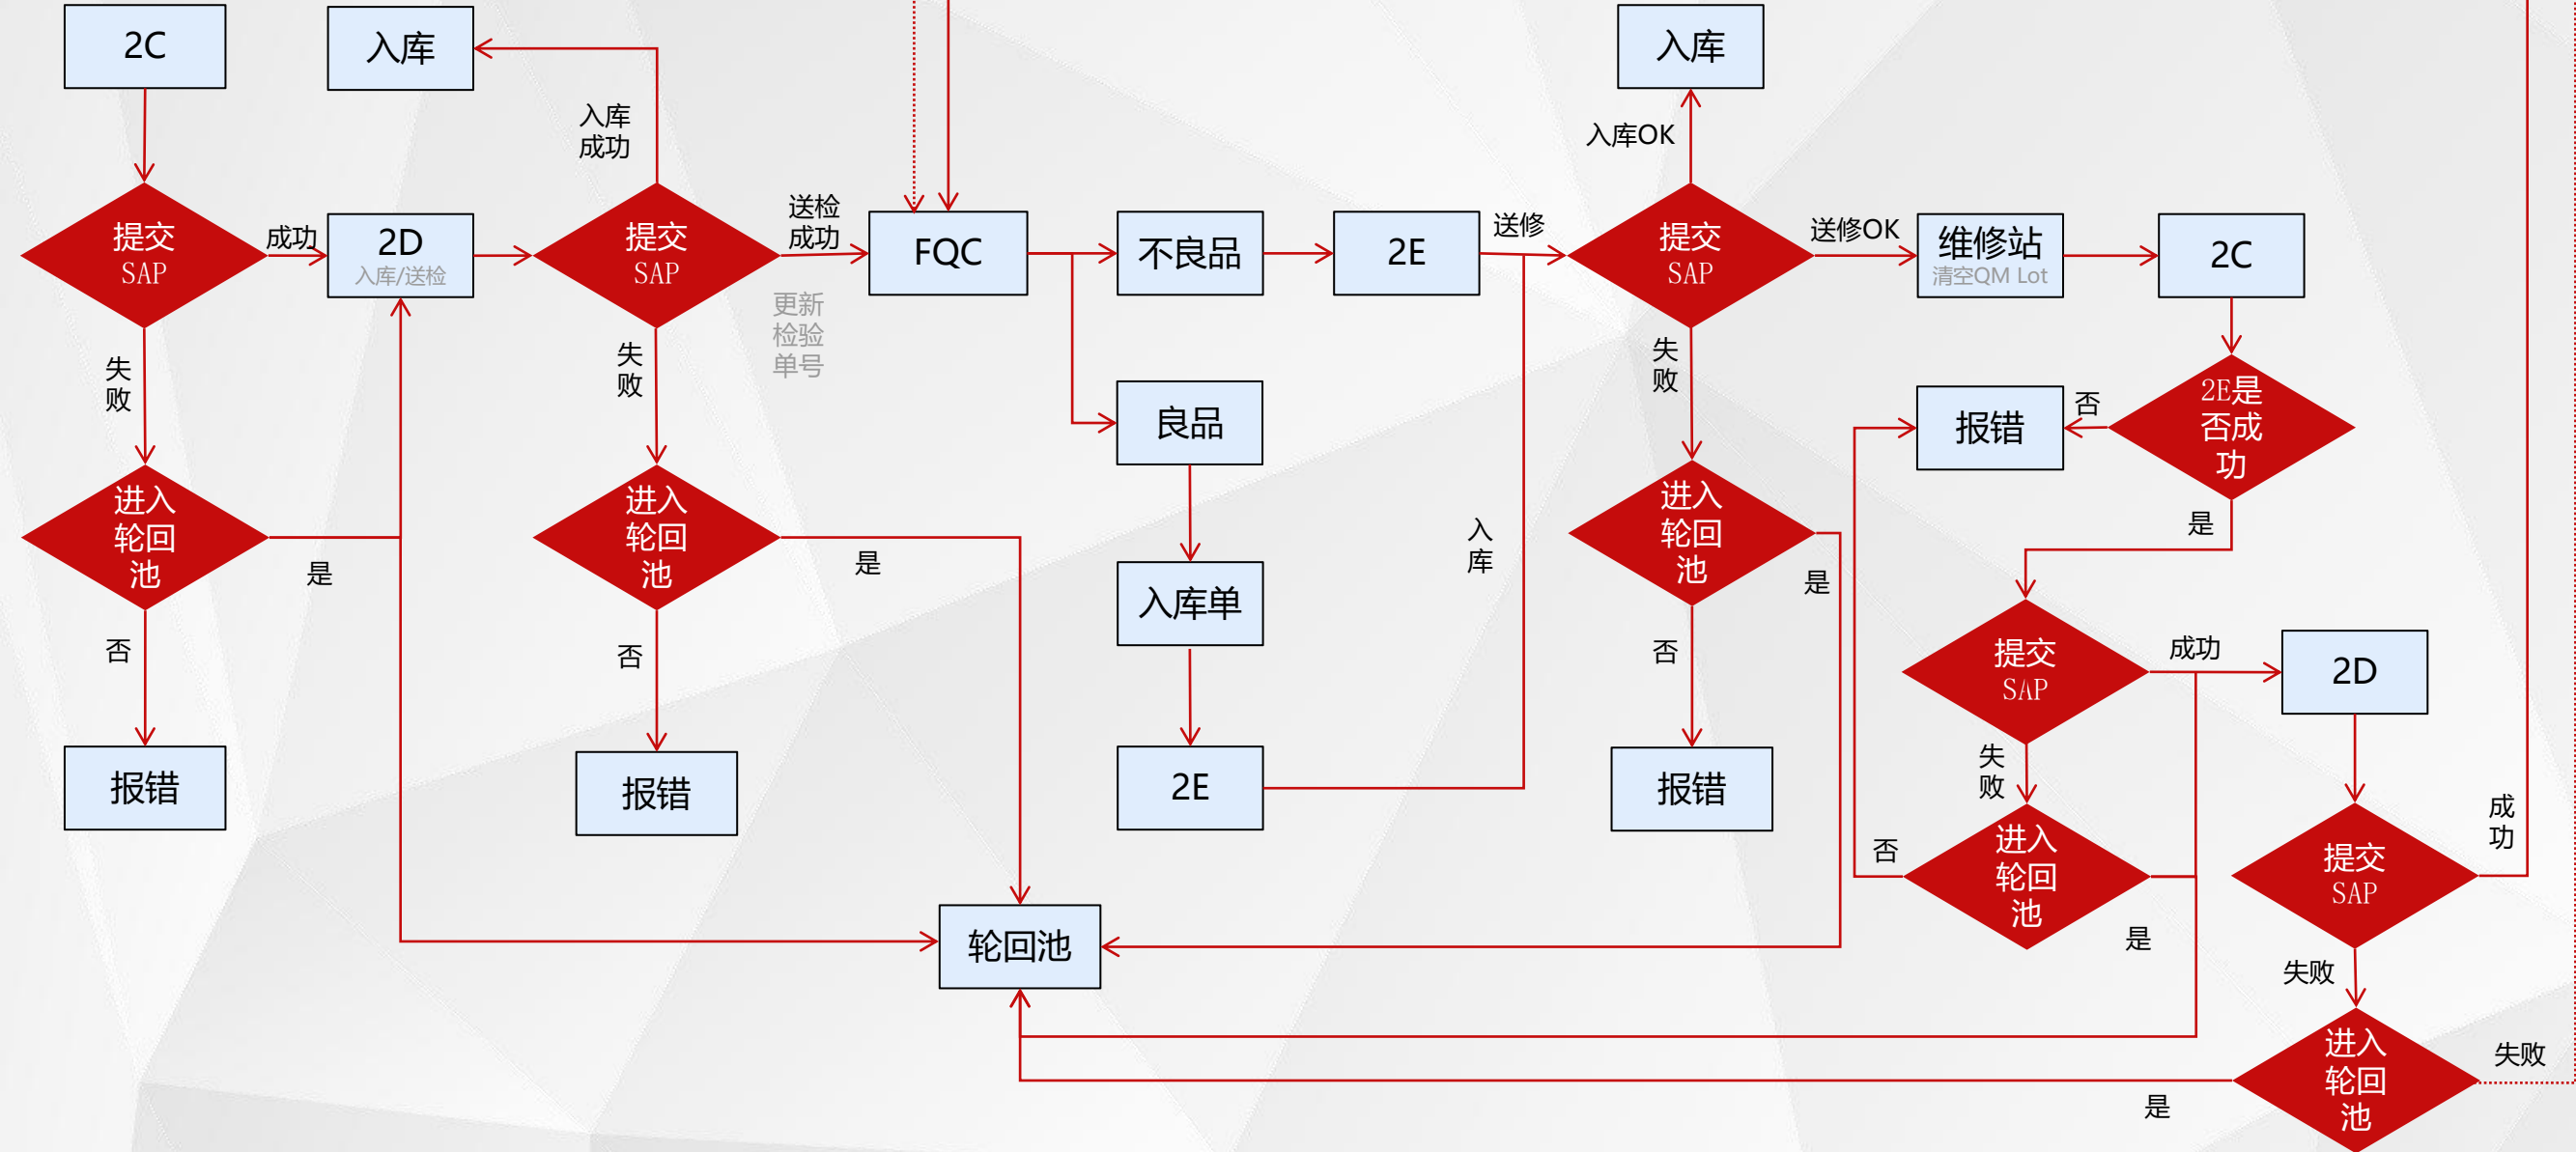 2C
入库
入库
成功
入库
入库OK
提交
SAP
成功
2D
入库/送检
提交
SAP
送检
成功
更新
检验
单号
FQC
不良品
2E
送修
提交
SAP
送修OK
维修站
清空QM Lot
2C
失
败
失
败
良品
失
败
报错
否
2E是
否成
功
是
进入
轮回
池
是
否
报错
进入
轮回
池
是
否
报错
入库单
2E
入
库
进入
轮回
池
是
否
报错
提交
SAP
成功
2D
失
败
进入
轮回
池
否
是
提交
SAP
成
功
失败
轮回池
进入
轮回
池
失败
是